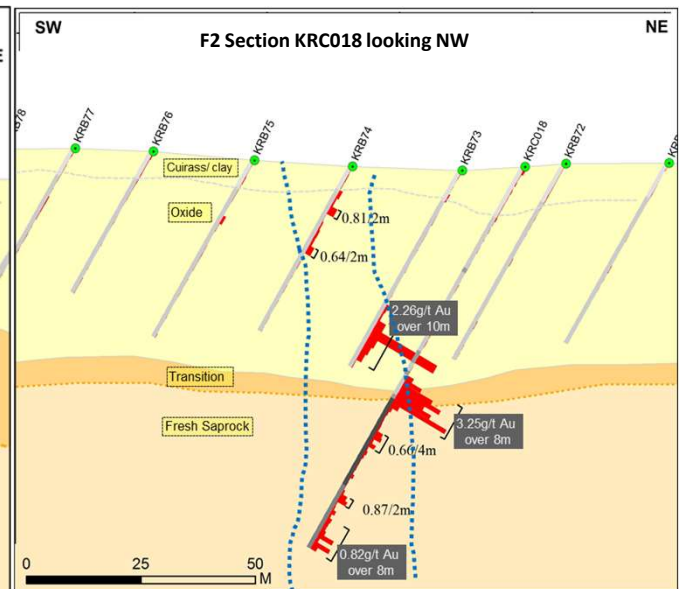 SW
F2 Section KRC018 looking NW
NE
KRB77
KRB76
KRB75
KRB74
KRB73
KRC018
KRB72
Cuirass/ clay
Oxide
0.81/2m
0.64/2m
2.26g/t Au
over 10m
Transition
Fresh Saprock
3.25g/t Au
over 8m
0.66/4m
0.87/2m
0.82g/t Au
over 8m
0 25 50
M